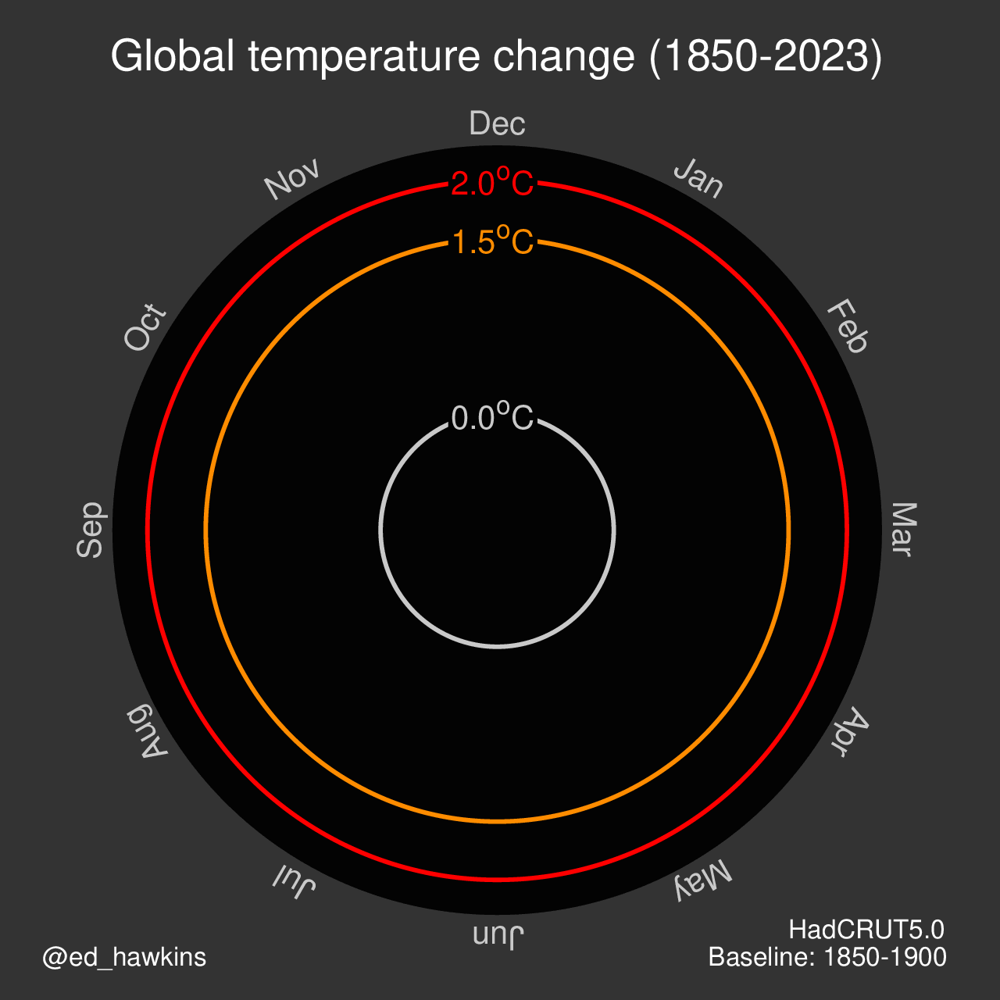 Global temperature change (1850-2023)
Dec
Jan
Feb
Mar
Apr
May
Jun
Jul
Aug
Sep
Oct
Nov
2.0°C
1.5°C
0.0°C
HadCRUT5.0
@ed_hawkins
Baseline: 1850-1900